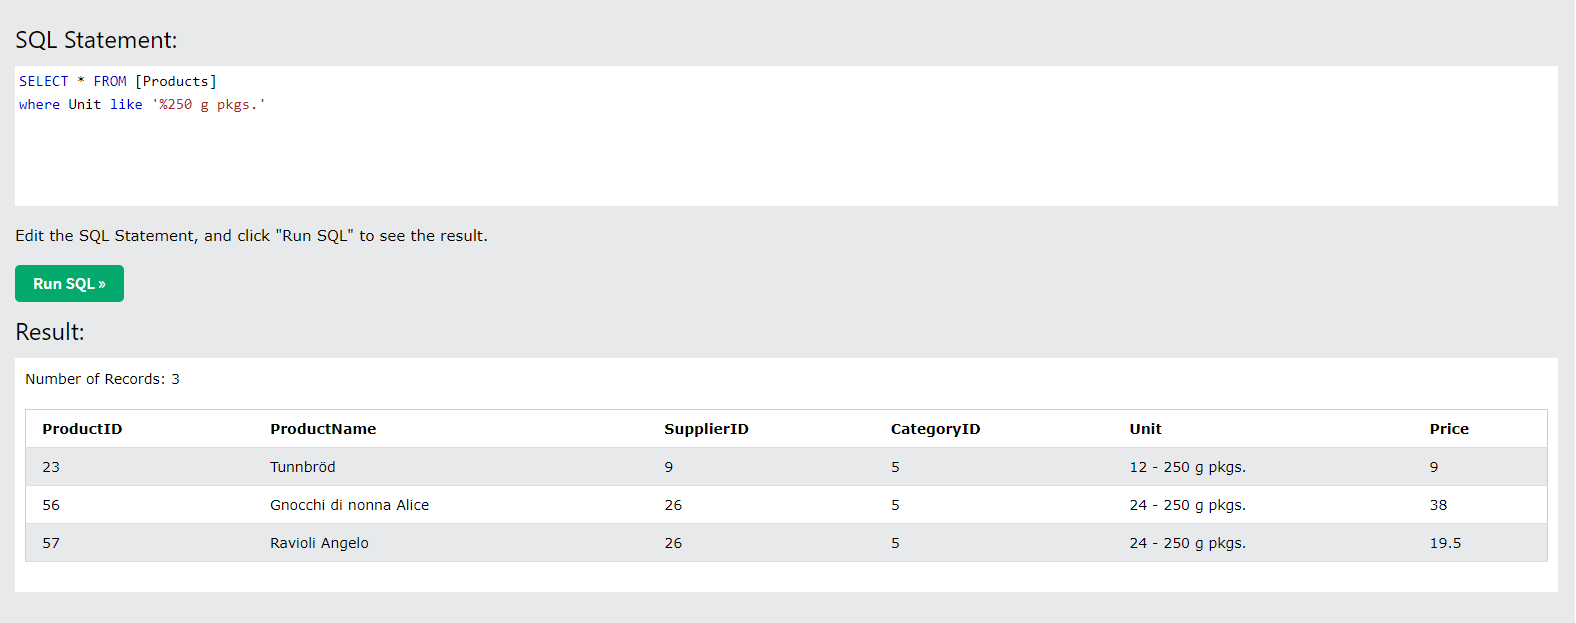 SQL Statement:
SELECT * FROM [Products]
where Unit like '%250 g pkgs.'
Edit the SQL Statement, and click "Run SQL" to see the result.
Run SQL »
Result:
Number of Records: 3
ProductID ProductName SupplierID CategoryID Unit Price
23 Tunnbröd 9 5 12 - 250 g pkgs. 9
56 Gnocchi di nonna Alice 26 5 24 - 250 g pkgs. 38
57 Ravioli Angelo 26 5 24 - 250 g pkgs. 19.5